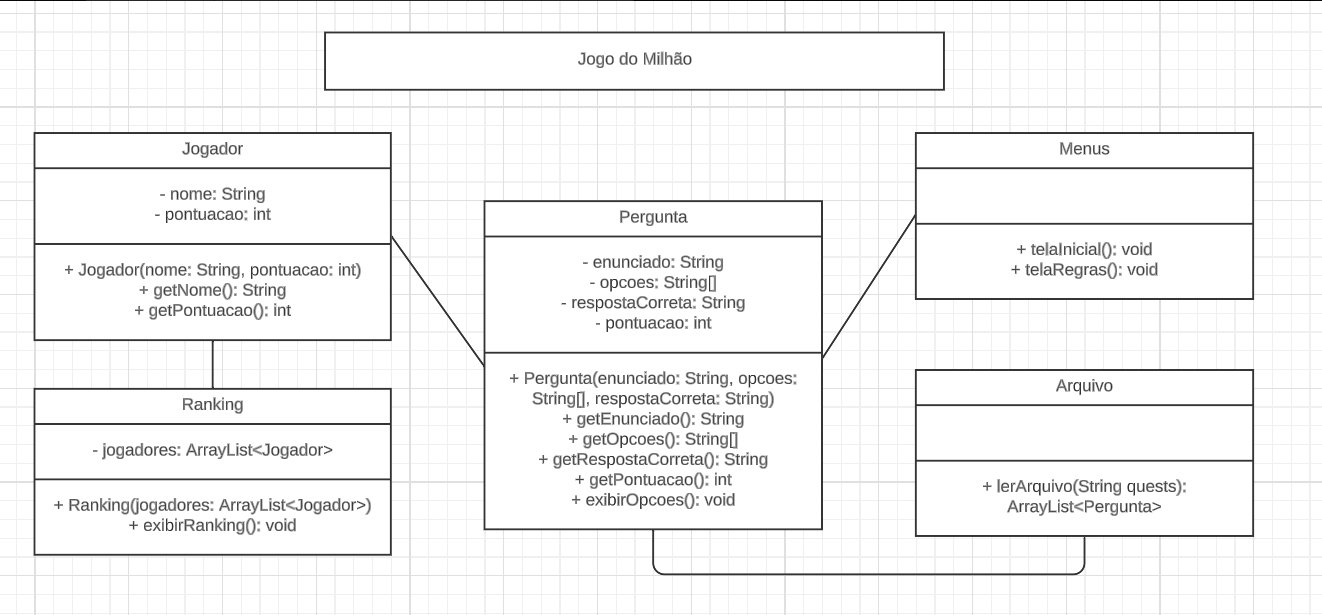 Jogo do Milhão
Jogador
- nome: String
- pontuacao: int
+ Jogador(nome: String, pontuacao: int)
+ getNome(): String
+ getPontuacao(): int
Ranking
- jogadores: ArrayList<Jogador>
+ Ranking(jogadores: ArrayList<Jogador>)
+ exibirRanking(): void
Pergunta
- enunciado: String
- opcoes: String[]
- respostaCorreta: String
- pontuacao: int
+ Pergunta(enunciado: String, opcoes:
String[], respostaCorreta: String)
+ getEnunciado(): String
+ getOpcoes(): String[]
+ getRespostaCorreta(): String
+ getPontuacao(): int
+ exibirOpcoes(): void
Menus
+ telaInicial(): void
+ telaRegras(): void
Arquivo
+ lerArquivo(String quests):
ArrayList<Pergunta>